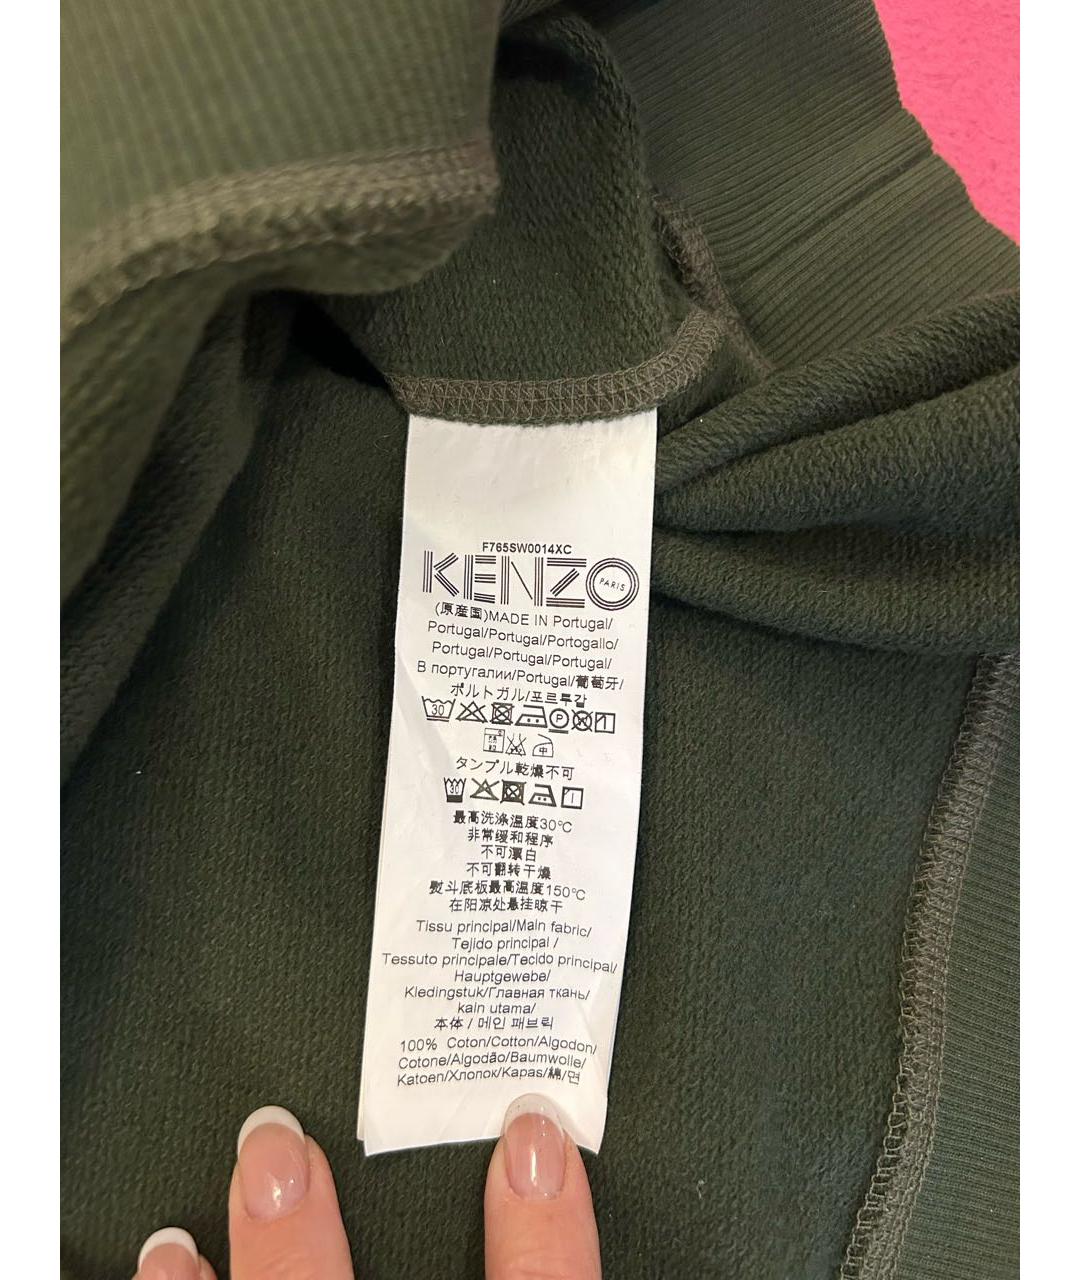 F765SW0014XC
KENZO PARIS
(原産国)MADE IN Portugal/
Portugal/Portugal/Portogallo/
Portugal/Portugal/Portugal/
В португалии/Portugal/葡萄牙/
ポルトガル/포르투갈
30 P
中
タンブル乾燥不可
30
最高洗涤温度30°C
非常缓和程序
不可漂白
不可翻转干燥
熨斗底板最高温度150°C
在阳凉处悬挂晾干
Tissu principal/Main fabric/
Tejido principal /
Tessuto principale/Tecido principal/
Hauptgewebe/
Kledingstuk/Главная ткань/
kain utama/
本体 / 메인 패브릭
100% Coton/Cotton/Algodon/
Cotone/Algodão/Baumwolle/
Katoen/Хлопок/Kapas/綿/면